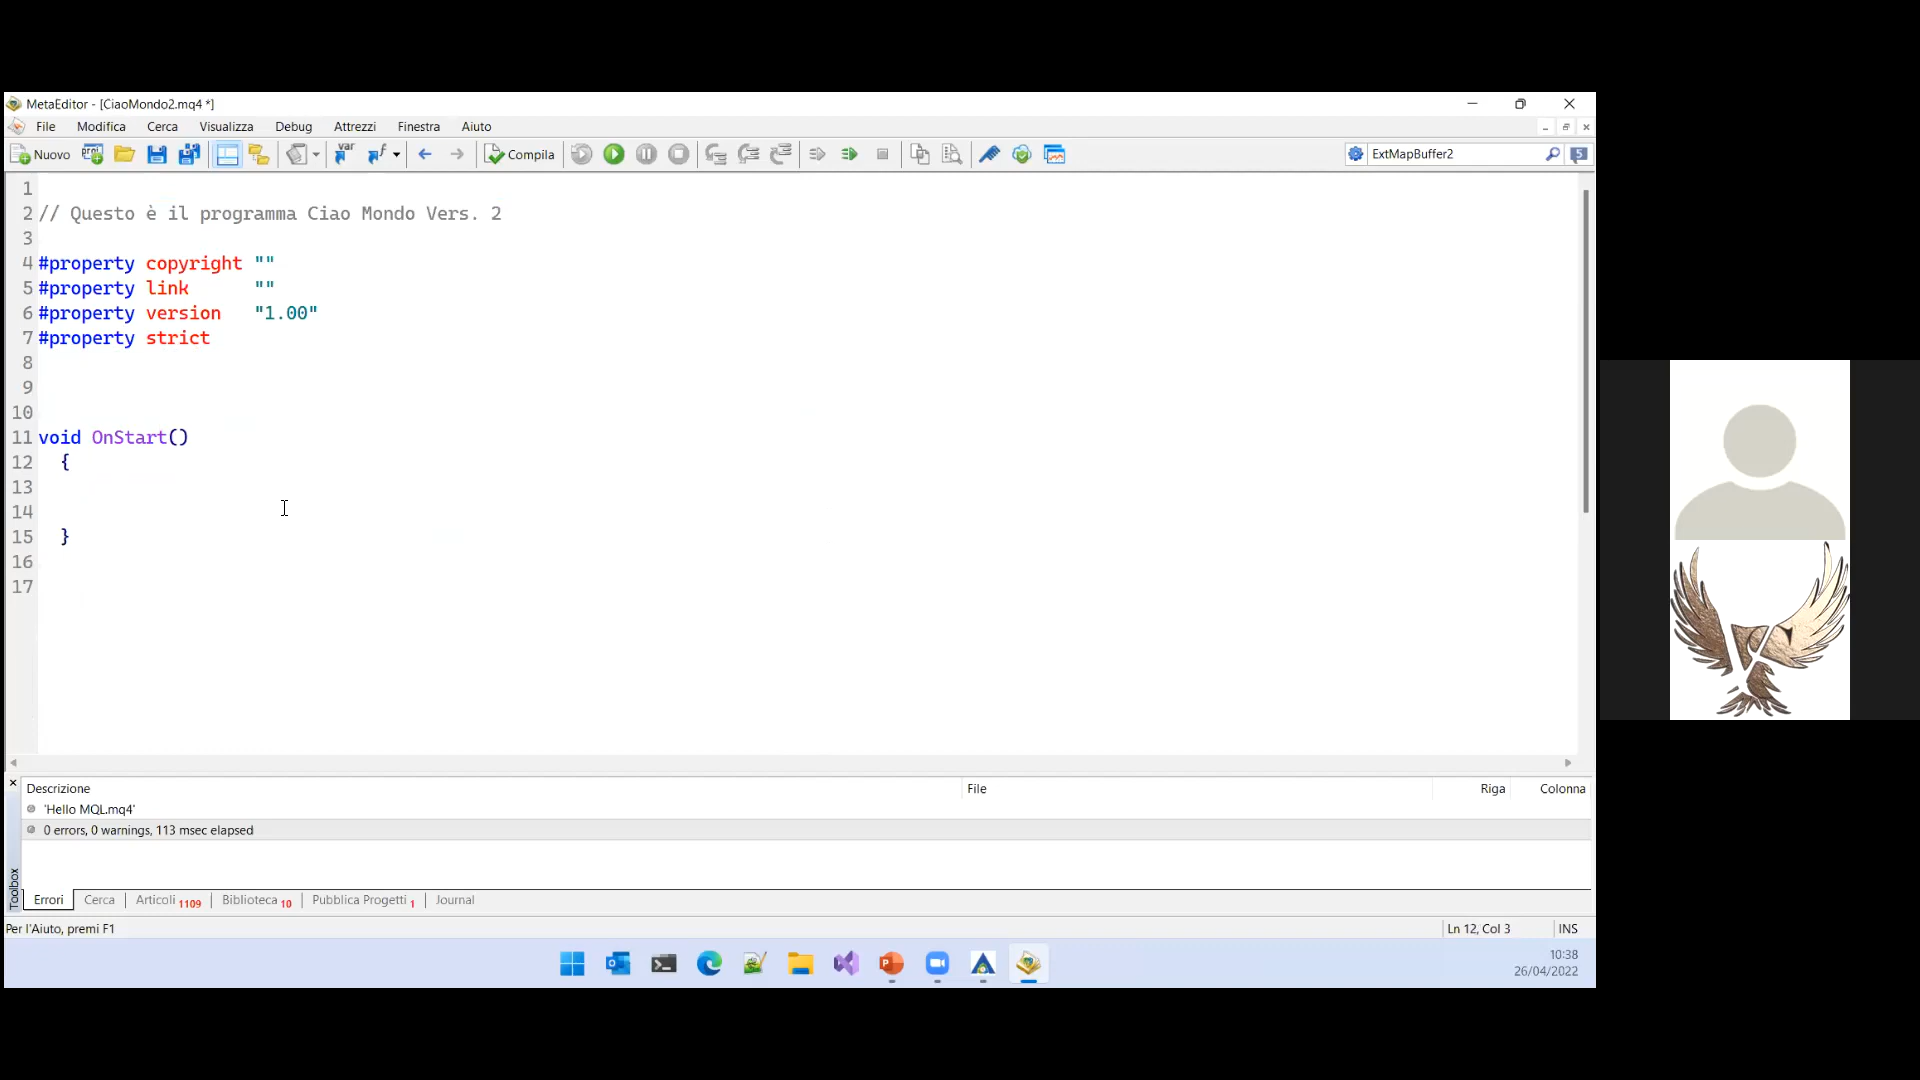 MetaEditor - [CiaoMondo2.mq4 *]
File Modifica Cerca Visualizza Debug Attrezzi Finestra Aiuto
Nuovo Compila ExtMapBuffer2 5
1
2 // Questo è il programma Ciao Mondo Vers. 2
3
4 #property copyright ""
5 #property link ""
6 #property version "1.00"
7 #property strict
8
9
10
11 void OnStart()
12 {
13
14
15 }
16
17
Descrizione File Riga Colonna
'Hello MQL.mq4'
0 errors, 0 warnings, 113 msec elapsed
Toolbox
Errori Cerca Articoli 1109 Biblioteca 10 Pubblica Progetti 1 Journal
Per l'Aiuto, premi F1 Ln 12, Col 3 INS
10:38
26/04/2022